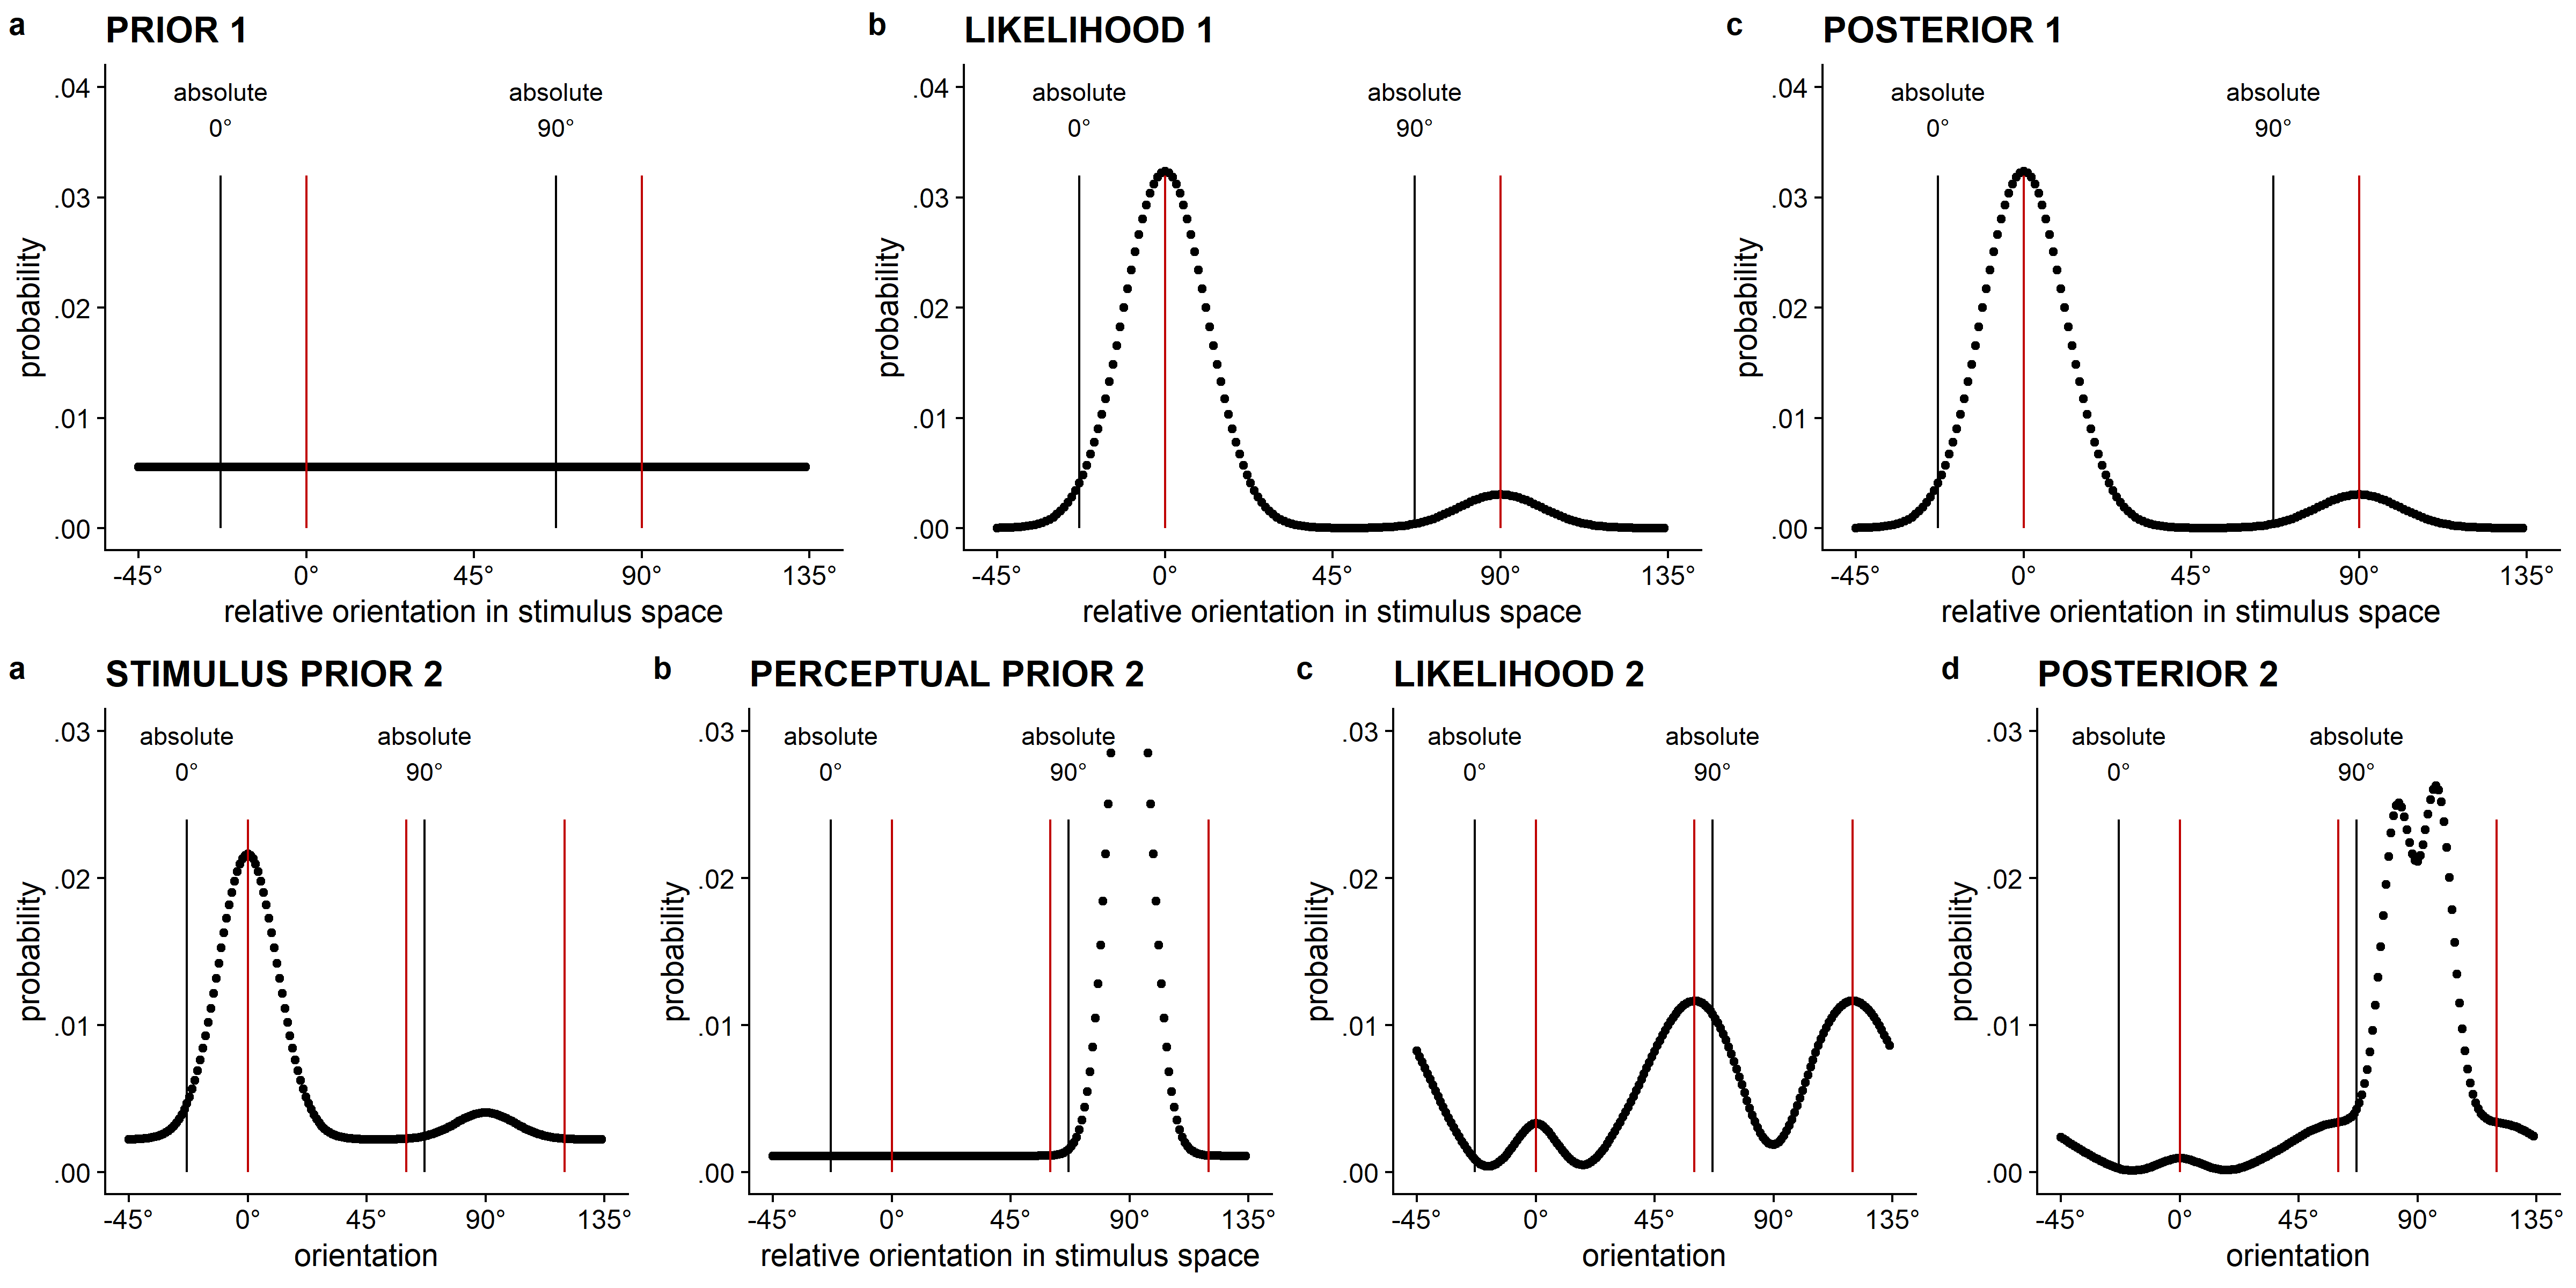 a PRIOR 1
.04
.03
.02
.01
.00
probability
absolute
0°
absolute
90°
-45° 0° 45° 90° 135°
relative orientation in stimulus space
b LIKELIHOOD 1
.04
.03
.02
.01
.00
probability
absolute
0°
absolute
90°
-45° 0° 45° 90° 135°
relative orientation in stimulus space
c POSTERIOR 1
.04
.03
.02
.01
.00
probability
absolute
0°
absolute
90°
-45° 0° 45° 90° 135°
relative orientation in stimulus space
a STIMULUS PRIOR 2
.03
.02
.01
.00
probability
absolute
0°
absolute
90°
-45° 0° 45° 90° 135°
orientation
b PERCEPTUAL PRIOR 2
.03
.02
.01
.00
probability
absolute
0°
absolute
90°
-45° 0° 45° 90° 135°
relative orientation in stimulus space
c LIKELIHOOD 2
.03
.02
.01
.00
probability
absolute
0°
absolute
90°
-45° 0° 45° 90° 135°
orientation
d POSTERIOR 2
.03
.02
.01
.00
probability
absolute
0°
absolute
90°
-45° 0° 45° 90° 135°
orientation